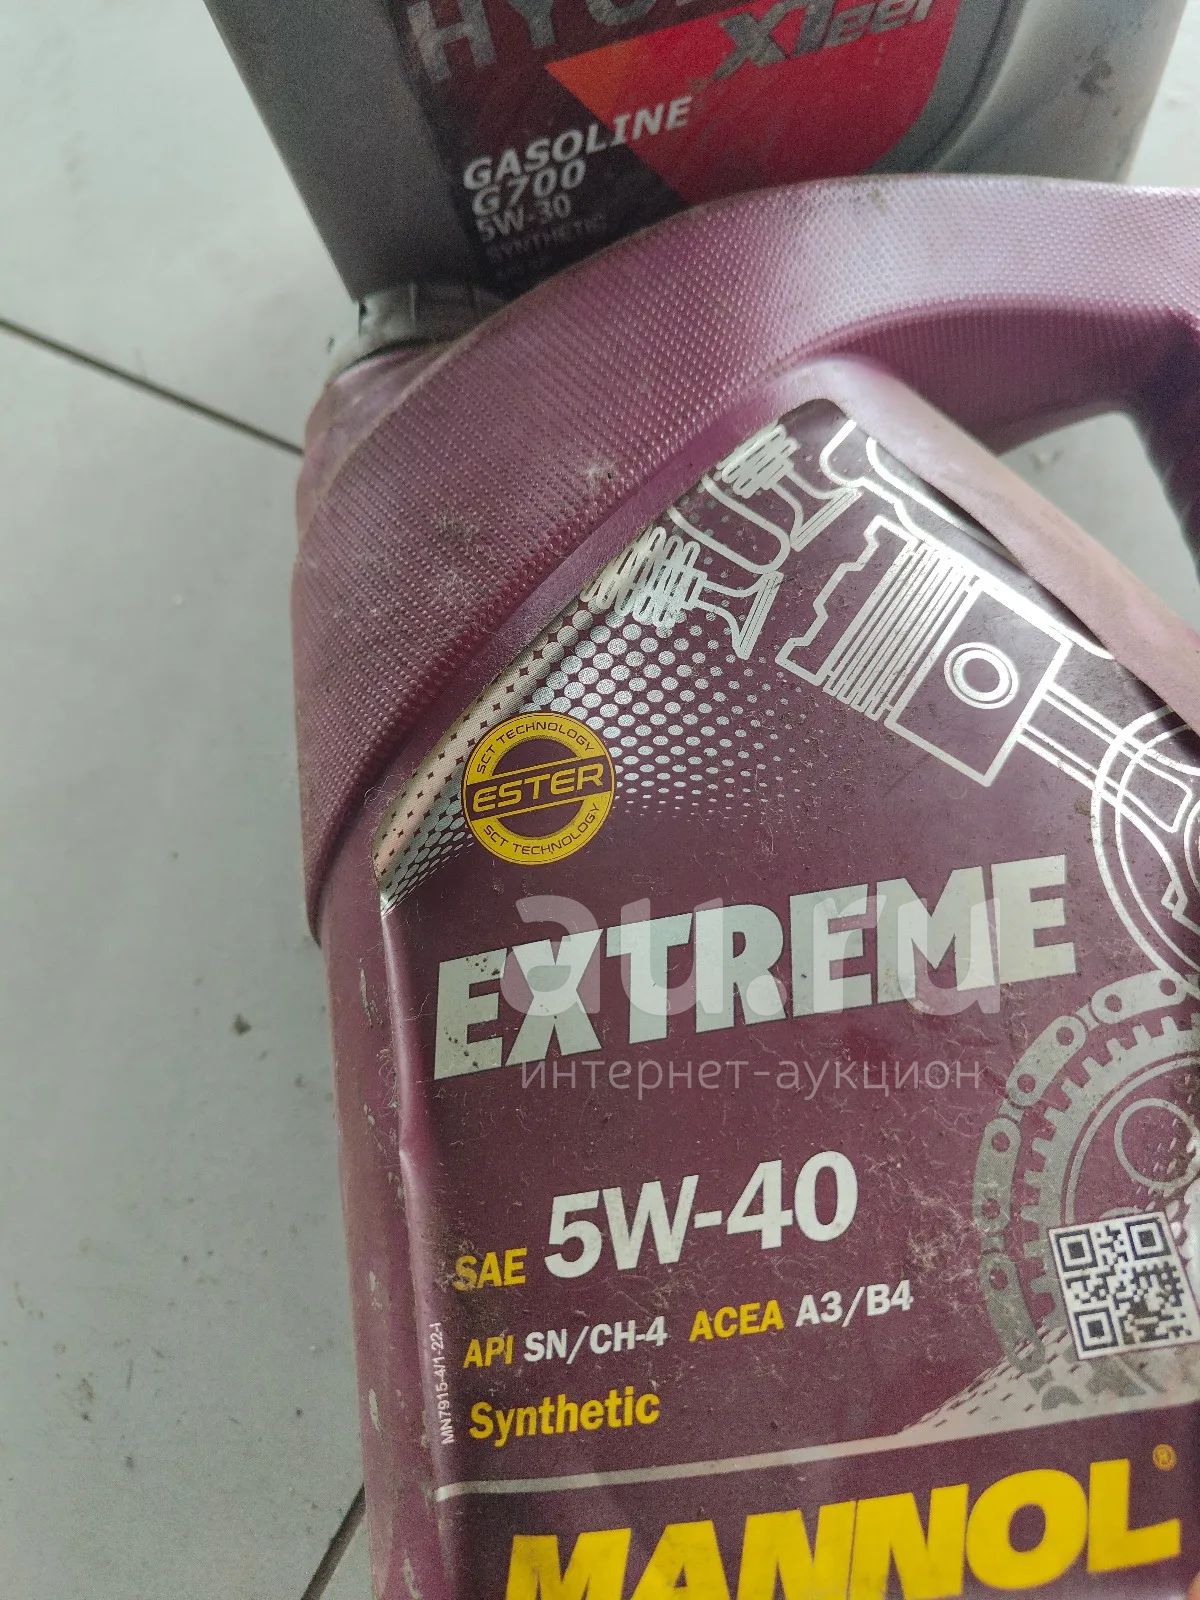 XTeer
GASOLINE
G700
5W-30
SYNTHETIC
SCT TECHNOLOGY
ESTER
SCT TECHNOLOGY
EXTREME
au.ru
интернет-аукцион
SAE 5W-40
API SN/CH-4 ACEA A3/B4
Synthetic
MN7915-4/1-22-I
MANNOL®